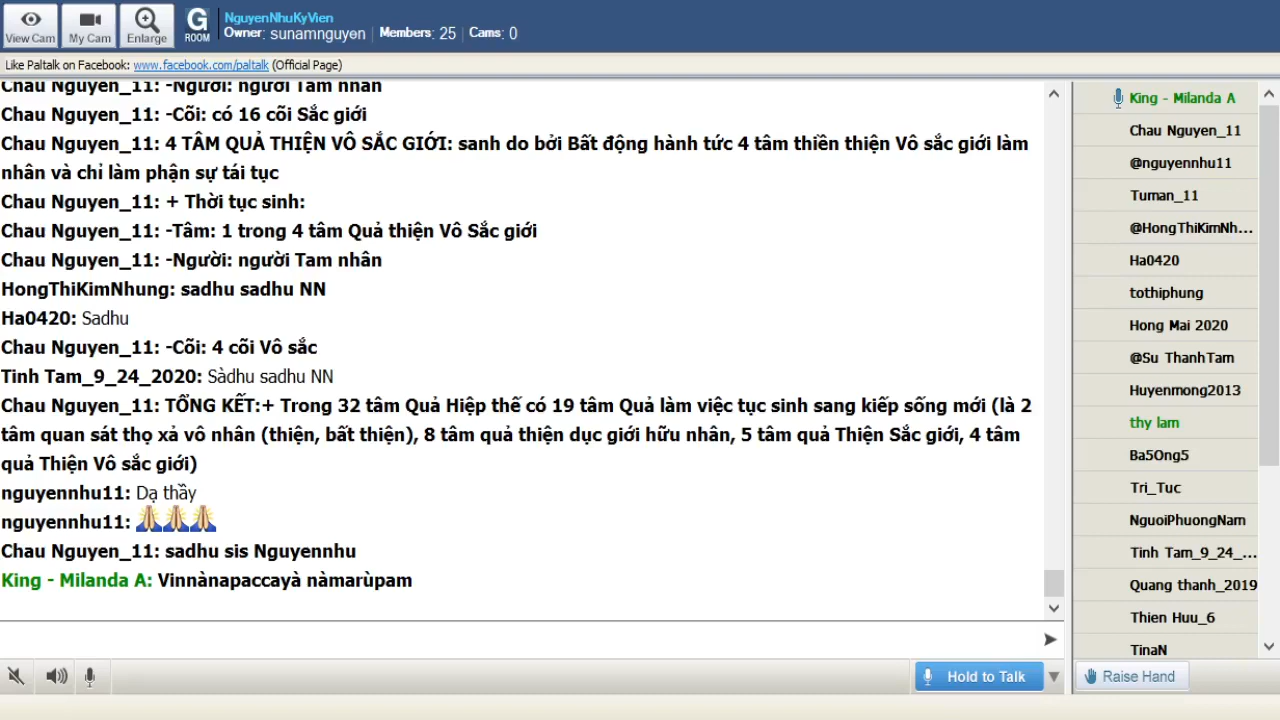 View Cam
My Cam
Enlarge
G
ROOM
NguyenNhuKyVien
Owner: sunamnguyen | Members: 25 | Cams: 0
Like Paltalk on Facebook: www.facebook.com/paltalk (Official Page)
Chau Nguyen_11: -Người: người Tam nhân
Chau Nguyen_11: -Cõi: có 16 cõi Sắc giới
Chau Nguyen_11: 4 TÂM QUẢ THIỆN VÔ SẮC GIỚI: sanh do bởi Bất động hành tức 4 tâm thiền thiện Vô sắc giới làm
nhân và chỉ làm phận sự tái tục
Chau Nguyen_11: + Thời tục sinh:
Chau Nguyen_11: -Tâm: 1 trong 4 tâm Quả thiện Vô Sắc giới
Chau Nguyen_11: -Người: người Tam nhân
HongThiKimNhung: sadhu sadhu NN
Ha0420: Sadhu
Chau Nguyen_11: -Cõi: 4 cõi Vô sắc
Tinh Tam_9_24_2020: Sàdhu sadhu NN
Chau Nguyen_11: TỔNG KẾT:+ Trong 32 tâm Quả Hiệp thế có 19 tâm Quả làm việc tục sinh sang kiếp sống mới (là 2
tâm quan sát thọ xả vô nhân (thiện, bất thiện), 8 tâm quả thiện dục giới hữu nhân, 5 tâm quả Thiện Sắc giới, 4 tâm
quả Thiện Vô sắc giới)
nguyennhu11: Dạ thầy
nguyennhu11:
Chau Nguyen_11: sadhu sis Nguyennhu
King - Milanda A: Vinnànapaccayà nàmarùpam
King - Milanda A
Chau Nguyen_11
@nguyennhu11
Tuman_11
@HongThiKimNh...
Ha0420
tothiphung
Hong Mai 2020
@Su ThanhTam
Huyenmong2013
thy lam
Ba5Ong5
Tri_Tuc
NguoiPhuongNam
Tinh Tam_9_24_...
Quang thanh_2019
Thien Huu_6
TinaN
Hold to Talk
Raise Hand